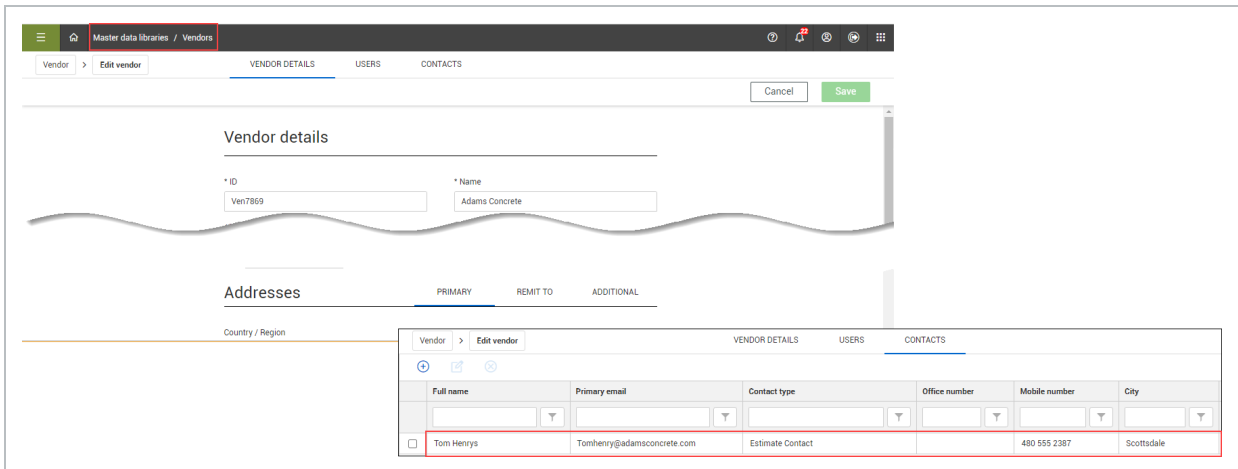 Master data libraries / Vendors
22
Vendor > Edit vendor VENDOR DETAILS USERS CONTACTS
Cancel Save
Vendor details
* ID * Name
Ven7869 Adams Concrete
Addresses PRIMARY REMIT TO ADDITIONAL
Country / Region
Vendor > Edit vendor VENDOR DETAILS USERS CONTACTS
Full name Primary email Contact type Office number Mobile number City
Tom Henrys Tomhenry@adamsconcrete.com Estimate Contact 480 555 2387 Scottsdale